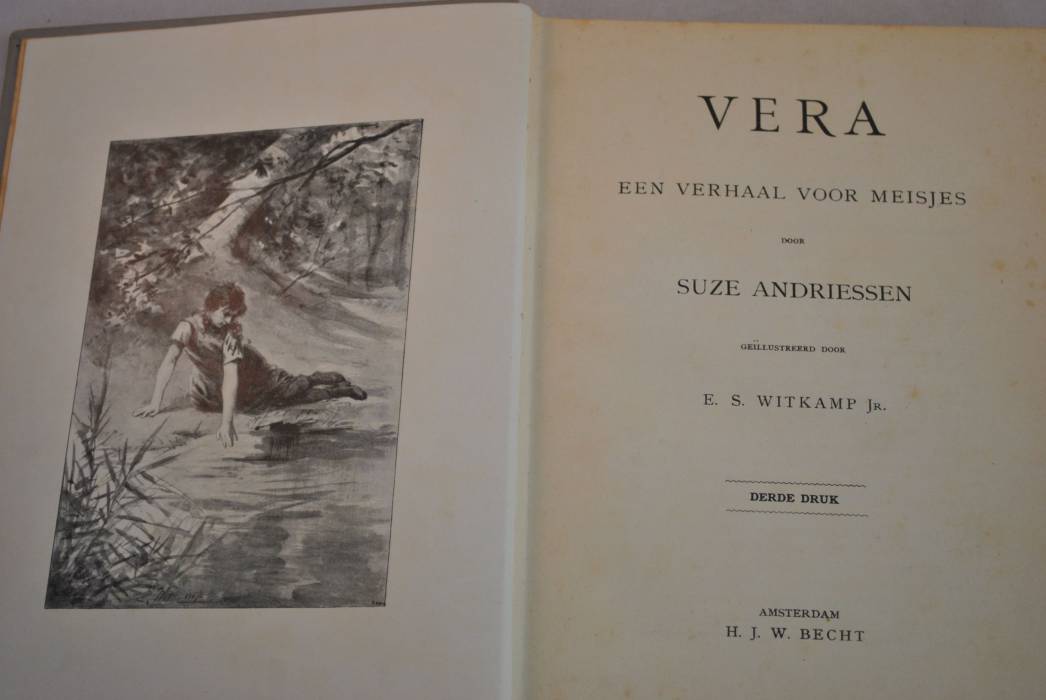 VERA
EEN VERHAAL VOOR MEISJES
DOOR
SUZE ANDRIESSEN
GEÏLLUSTREERD DOOR
E. S. WITKAMP JR.
DERDE DRUK
AMSTERDAM
H. J. W. BECHT